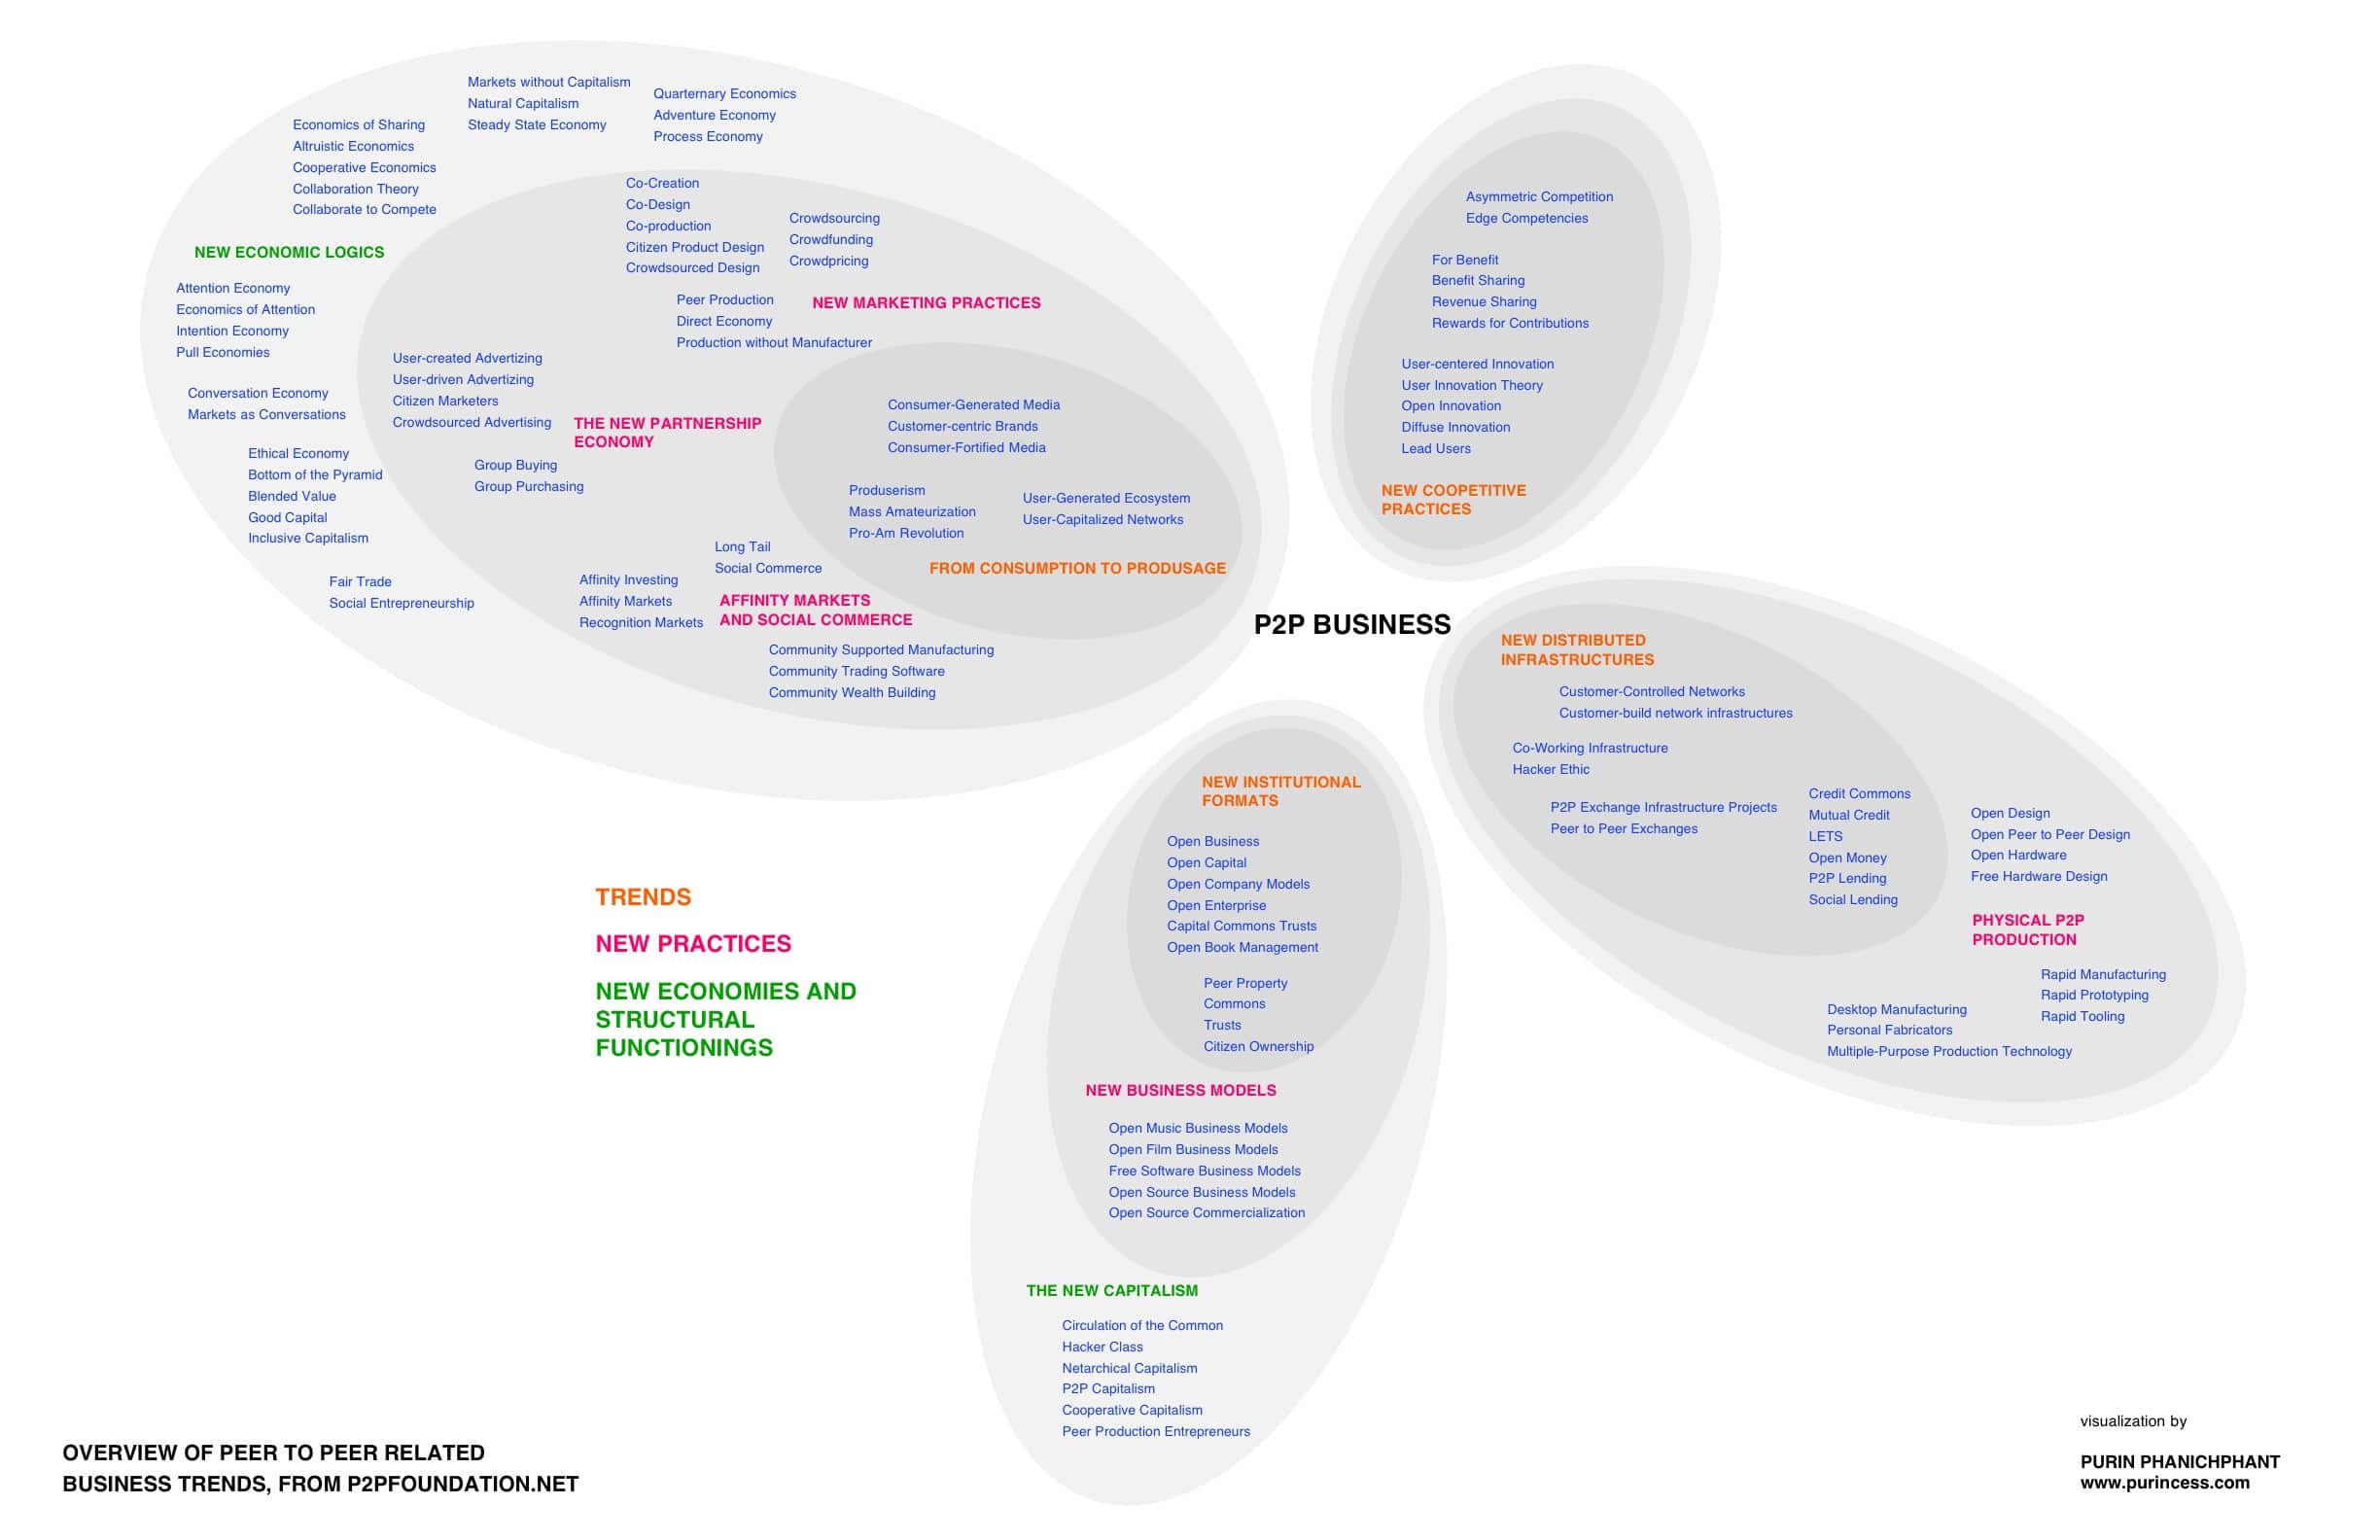 Markets without Capitalism
Natural Capitalism
Steady State Economy
Quarternary Economics
Adventure Economy
Process Economy
Economics of Sharing
Altruistic Economics
Cooperative Economics
Collaboration Theory
Collaborate to Compete
NEW ECONOMIC LOGICS
Attention Economy
Economics of Attention
Intention Economy
Pull Economies
Conversation Economy
Markets as Conversations
Ethical Economy
Bottom of the Pyramid
Blended Value
Good Capital
Inclusive Capitalism
Fair Trade
Social Entrepreneurship
Co-Creation
Co-Design
Co-production
Citizen Product Design
Crowdsourced Design
Crowdsourcing
Crowdfunding
Crowdpricing
Peer Production
Direct Economy
Production without Manufacturer
NEW MARKETING PRACTICES
User-created Advertizing
User-driven Advertizing
Citizen Marketers
Crowdsourced Advertising
THE NEW PARTNERSHIP
ECONOMY
Group Buying
Group Purchasing
Consumer-Generated Media
Customer-centric Brands
Consumer-Fortified Media
Produserism
Mass Amateurization
Pro-Am Revolution
User-Generated Ecosystem
User-Capitalized Networks
FROM CONSUMPTION TO PRODUSAGE
Long Tail
Social Commerce
Affinity Investing
Affinity Markets
Recognition Markets
AFFINITY MARKETS
AND SOCIAL COMMERCE
Community Supported Manufacturing
Community Trading Software
Community Wealth Building
P2P BUSINESS
Asymmetric Competition
Edge Competencies
For Benefit
Benefit Sharing
Revenue Sharing
Rewards for Contributions
User-centered Innovation
User Innovation Theory
Open Innovation
Diffuse Innovation
Lead Users
NEW COOPETITIVE
PRACTICES
NEW DISTRIBUTED
INFRASTRUCTURES
Customer-Controlled Networks
Customer-build network infrastructures
Co-Working Infrastructure
Hacker Ethic
P2P Exchange Infrastructure Projects
Peer to Peer Exchanges
Credit Commons
Mutual Credit
LETS
Open Money
P2P Lending
Social Lending
Open Design
Open Peer to Peer Design
Open Hardware
Free Hardware Design
PHYSICAL P2P
PRODUCTION
Rapid Manufacturing
Rapid Prototyping
Rapid Tooling
Desktop Manufacturing
Personal Fabricators
Multiple-Purpose Production Technology
NEW INSTITUTIONAL
FORMATS
Open Business
Open Capital
Open Company Models
Open Enterprise
Capital Commons Trusts
Open Book Management
Peer Property
Commons
Trusts
Citizen Ownership
NEW BUSINESS MODELS
Open Music Business Models
Open Film Business Models
Free Software Business Models
Open Source Business Models
Open Source Commercialization
THE NEW CAPITALISM
Circulation of the Common
Hacker Class
Netarchical Capitalism
P2P Capitalism
Cooperative Capitalism
Peer Production Entrepreneurs
TRENDS
NEW PRACTICES
NEW ECONOMIES AND
STRUCTURAL
FUNCTIONINGS
OVERVIEW OF PEER TO PEER RELATED
BUSINESS TRENDS, FROM P2PFOUNDATION.NET
visualization by
PURIN PHANICHPHANT
www.purincess.com